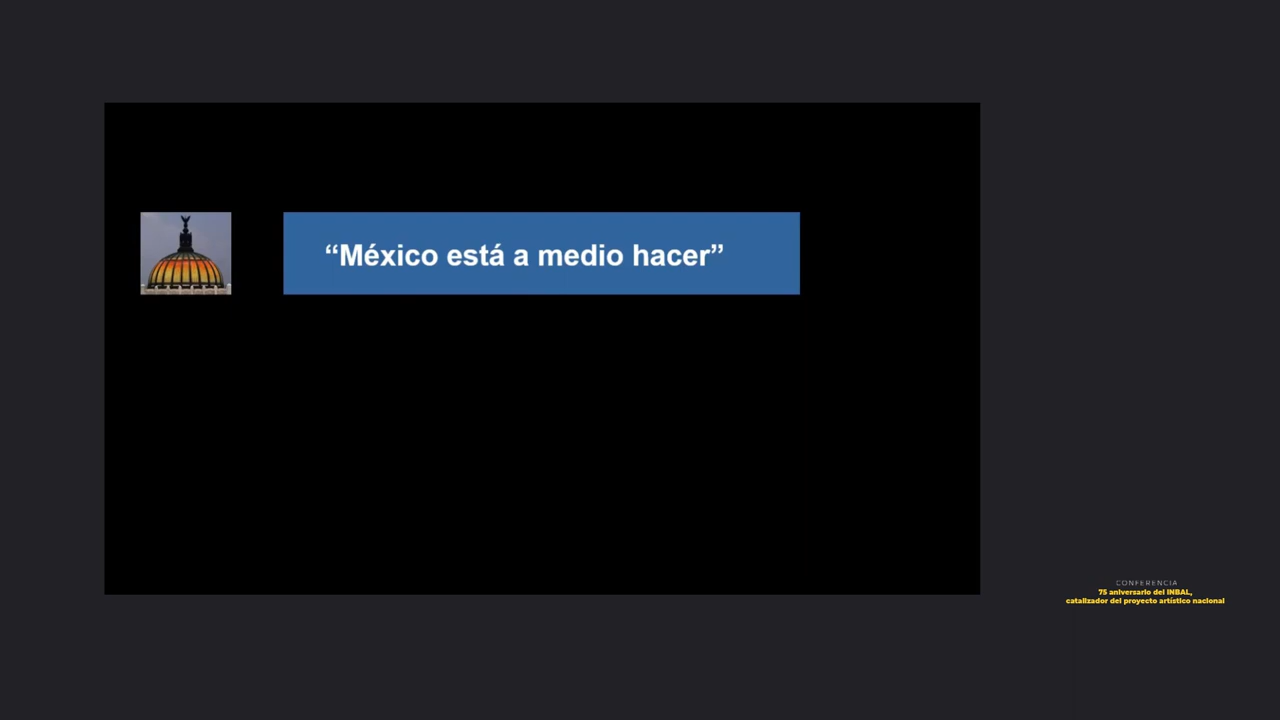 “México está a medio hacer”
CONFERENCIA
75 aniversario del INBAL,
catalizador del proyecto artístico nacional